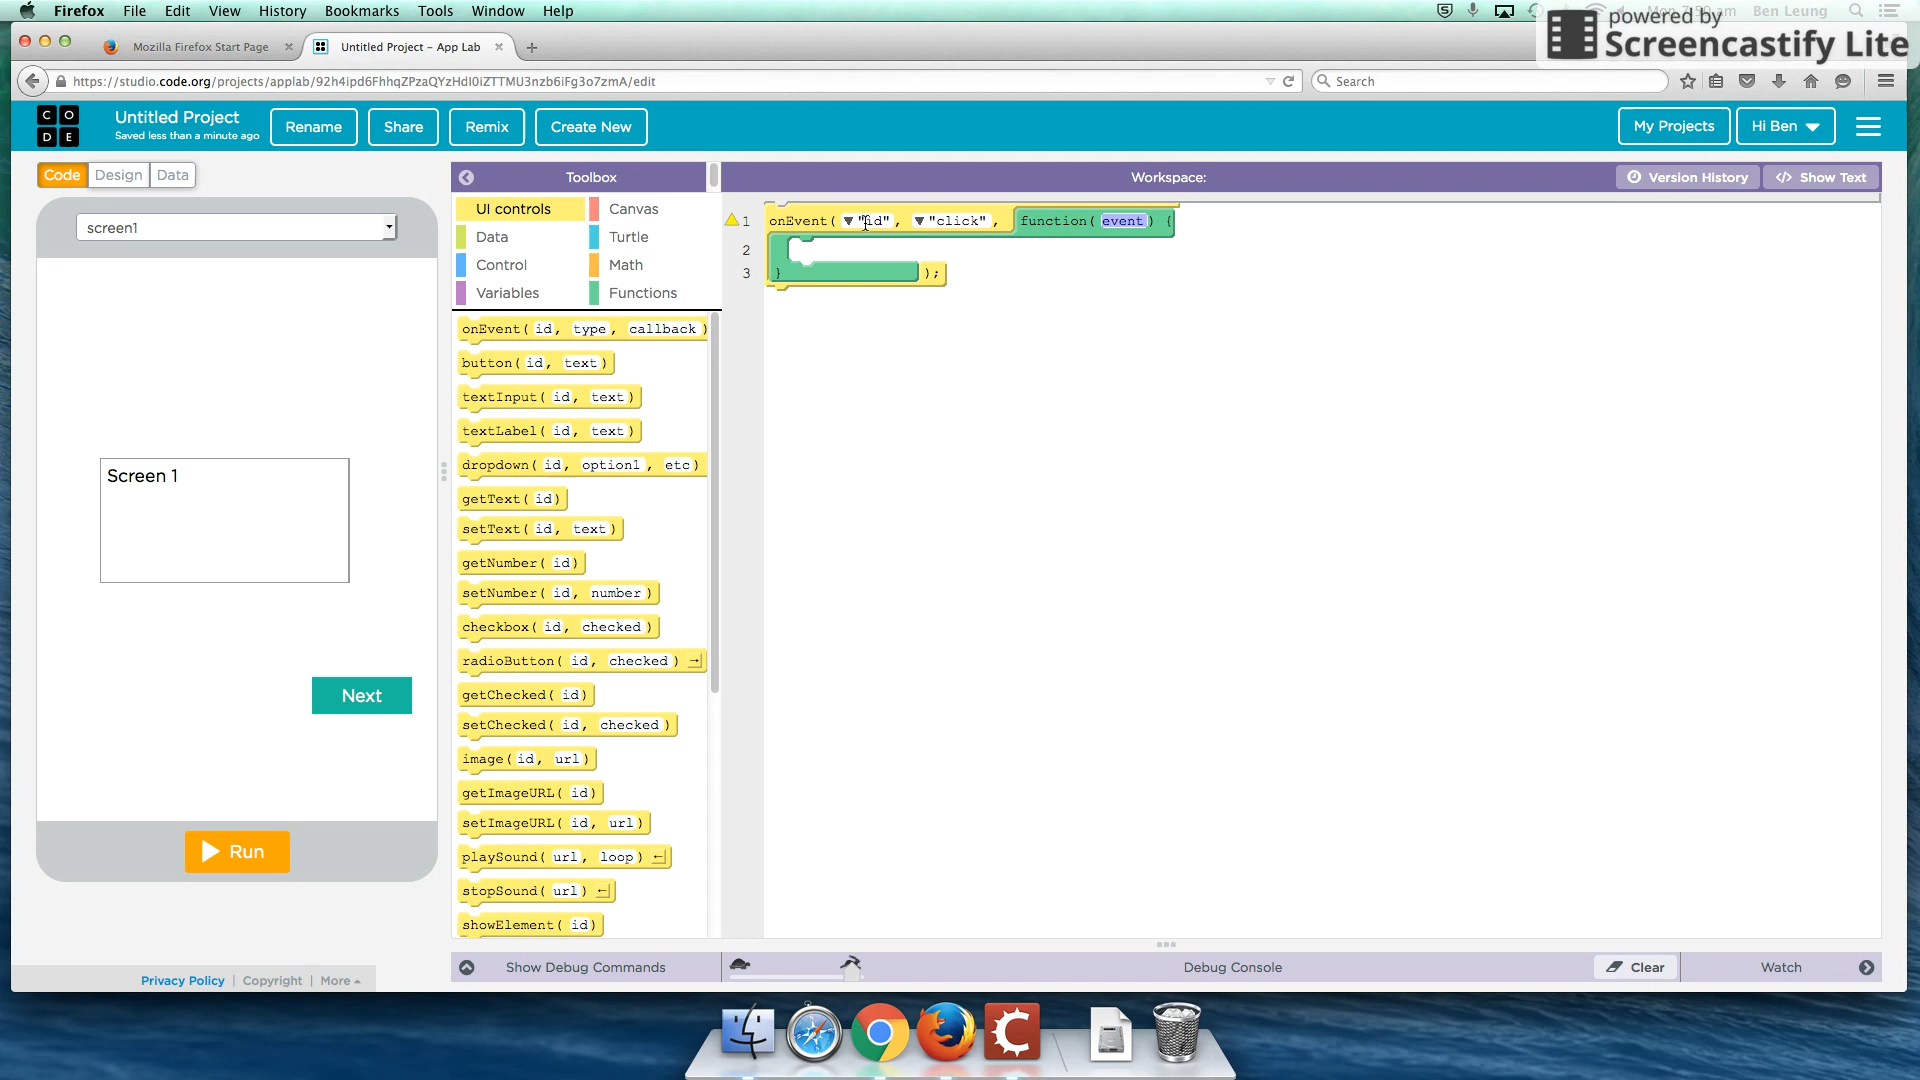 Firefox File Edit View History Bookmarks Tools Window Help
Mon 7:50 am Ben Leung
powered by
Screencastify Lite
Mozilla Firefox Start Page
Untitled Project – App Lab
https://studio.code.org/projects/applab/92h4ipd6FhhqZPzaQYzHdI0iZTTMU3nzb6iFg3o7zmA/edit
Search
C O
D E
Untitled Project
Saved less than a minute ago
Rename
Share
Remix
Create New
My Projects
Hi Ben
Code Design Data
screen1
Screen 1
Next
Run
Privacy Policy | Copyright | More
Toolbox
UI controls Canvas
Data Turtle
Control Math
Variables Functions
onEvent( id, type, callback )
button( id, text )
textInput( id, text )
textLabel( id, text )
dropdown( id, option1, etc )
getText( id )
setText( id, text )
getNumber( id )
setNumber( id, number )
checkbox( id, checked )
radioButton( id, checked ) →
getChecked( id )
setChecked( id, checked )
image( id, url )
getImageURL( id )
setImageURL( id, url )
playSound( url, loop ) ←
stopSound( url ) ←
showElement( id )
Workspace:
Version History
</> Show Text
1 onEvent( ▼ "id", ▼ "click", function( event ) {
2
3 } );
Show Debug Commands
Debug Console
Clear
Watch